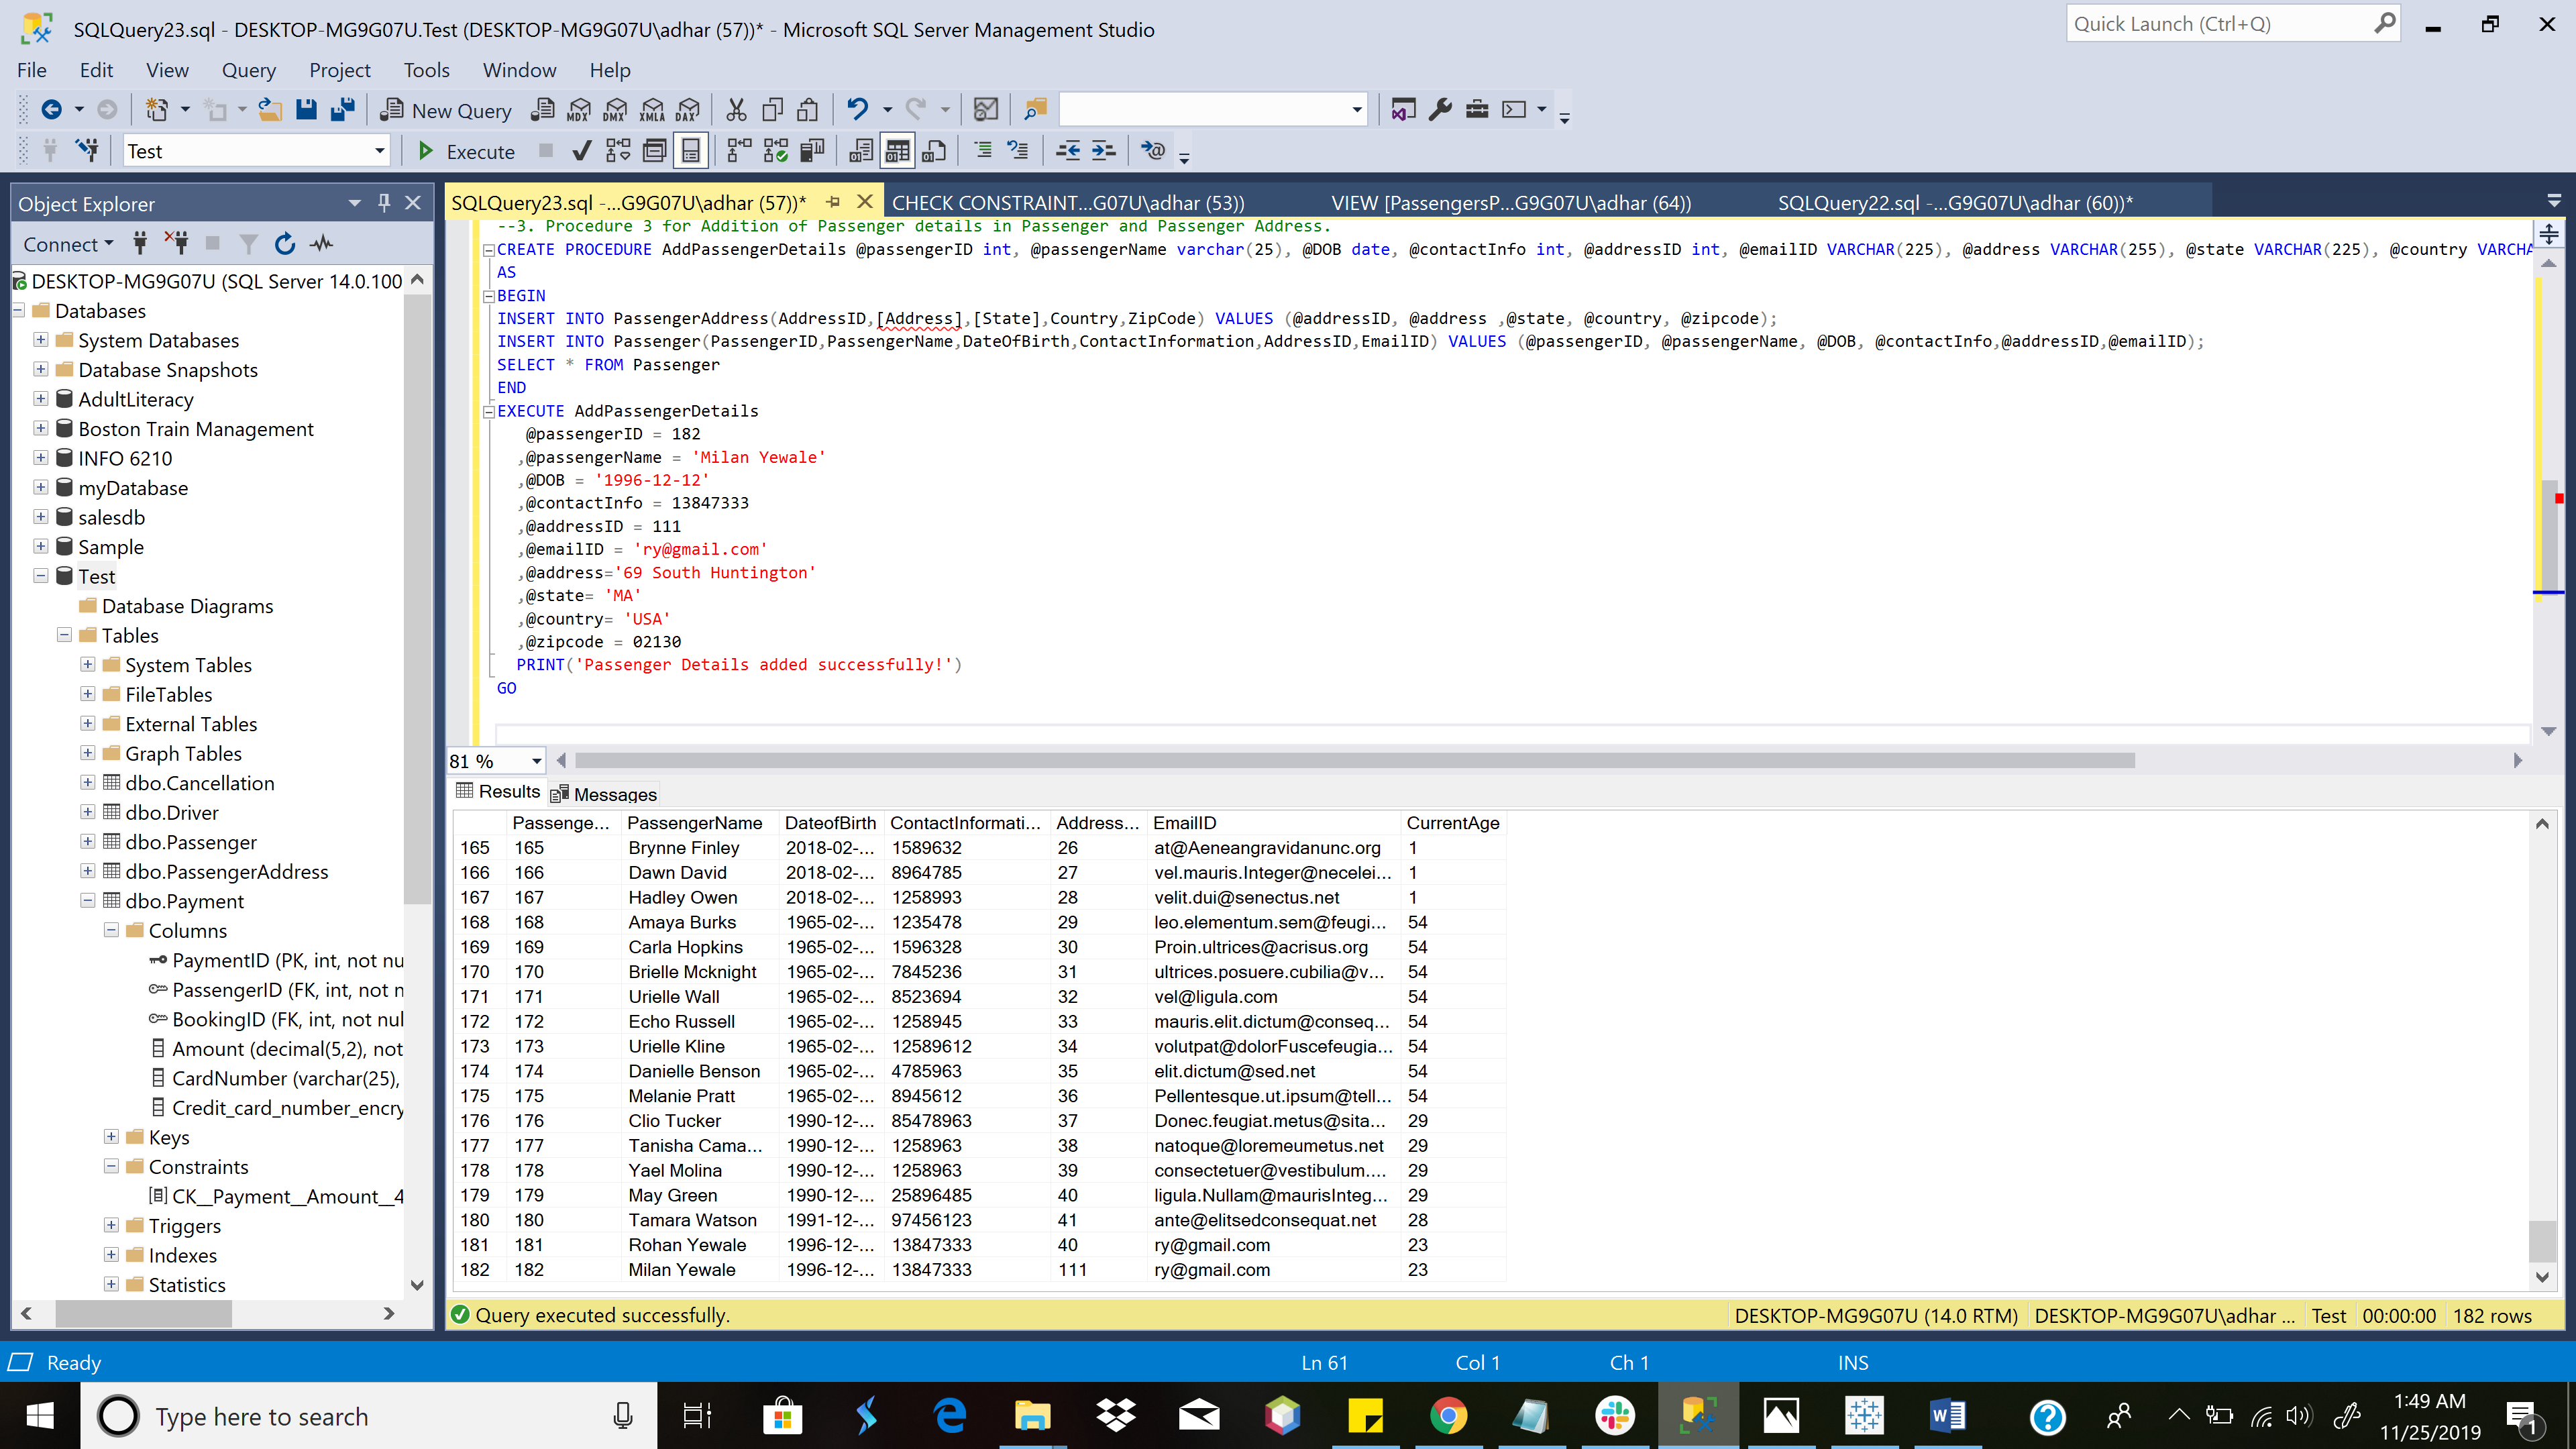 SQLQuery23.sql - DESKTOP-MG9G07U.Test (DESKTOP-MG9G07U\adhar (57))* - Microsoft SQL Server Management Studio
Quick Launch (Ctrl+Q)
File Edit View Query Project Tools Window Help
New Query MDX DMX XMLA DAX
Test Execute
Object Explorer
Connect
DESKTOP-MG9G07U (SQL Server 14.0.100
Databases
System Databases
Database Snapshots
AdultLiteracy
Boston Train Management
INFO 6210
myDatabase
salesdb
Sample
Test
Database Diagrams
Tables
System Tables
FileTables
External Tables
Graph Tables
dbo.Cancellation
dbo.Driver
dbo.Passenger
dbo.PassengerAddress
dbo.Payment
Columns
PaymentID (PK, int, not nu
PassengerID (FK, int, not n
BookingID (FK, int, not nul
Amount (decimal(5,2), not
CardNumber (varchar(25),
Credit_card_number_encry
Keys
Constraints
CK__Payment__Amount__4
Triggers
Indexes
Statistics
SQLQuery23.sql -...G9G07U\adhar (57))* CHECK CONSTRAINT...G07U\adhar (53)) VIEW [PassengersP...G9G07U\adhar (64)) SQLQuery22.sql -...G9G07U\adhar (60))*
--3. Procedure 3 for Addition of Passenger details in Passenger and Passenger Address.
CREATE PROCEDURE AddPassengerDetails @passengerID int, @passengerName varchar(25), @DOB date, @contactInfo int, @addressID int, @emailID VARCHAR(225), @address VARCHAR(255), @state VARCHAR(225), @country VARCHA
AS
BEGIN
INSERT INTO PassengerAddress(AddressID,[Address],[State],Country,ZipCode) VALUES (@addressID, @address ,@state, @country, @zipcode);
INSERT INTO Passenger(PassengerID,PassengerName,DateOfBirth,ContactInformation,AddressID,EmailID) VALUES (@passengerID, @passengerName, @DOB, @contactInfo,@addressID,@emailID);
SELECT * FROM Passenger
END
EXECUTE AddPassengerDetails
@passengerID = 182
,@passengerName = 'Milan Yewale'
,@DOB = '1996-12-12'
,@contactInfo = 13847333
,@addressID = 111
,@emailID = 'ry@gmail.com'
,@address='69 South Huntington'
,@state= 'MA'
,@country= 'USA'
,@zipcode = 02130
PRINT('Passenger Details added successfully!')
GO
81 %
Results Messages
Passenge... PassengerName DateofBirth ContactInformati... Address... EmailID CurrentAge
165 165 Brynne Finley 2018-02-... 1589632 26 at@Aeneangravidanunc.org 1
166 166 Dawn David 2018-02-... 8964785 27 vel.mauris.Integer@necelei... 1
167 167 Hadley Owen 2018-02-... 1258993 28 velit.dui@senectus.net 1
168 168 Amaya Burks 1965-02-... 1235478 29 leo.elementum.sem@feugi... 54
169 169 Carla Hopkins 1965-02-... 1596328 30 Proin.ultrices@acrisus.org 54
170 170 Brielle Mcknight 1965-02-... 7845236 31 ultrices.posuere.cubilia@v... 54
171 171 Urielle Wall 1965-02-... 8523694 32 vel@ligula.com 54
172 172 Echo Russell 1965-02-... 1258945 33 mauris.elit.dictum@conseq... 54
173 173 Urielle Kline 1965-02-... 12589612 34 volutpat@dolorFuscefeugia... 54
174 174 Danielle Benson 1965-02-... 4785963 35 elit.dictum@sed.net 54
175 175 Melanie Pratt 1965-02-... 8945612 36 Pellentesque.ut.ipsum@tell... 54
176 176 Clio Tucker 1990-12-... 85478963 37 Donec.feugiat.metus@sita... 29
177 177 Tanisha Cama... 1990-12-... 1258963 38 natoque@loremeumetus.net 29
178 178 Yael Molina 1990-12-... 1258963 39 consectetuer@vestibulum.... 29
179 179 May Green 1990-12-... 25896485 40 ligula.Nullam@maurisInteg... 29
180 180 Tamara Watson 1991-12-... 97456123 41 ante@elitsedconsequat.net 28
181 181 Rohan Yewale 1996-12-... 13847333 40 ry@gmail.com 23
182 182 Milan Yewale 1996-12-... 13847333 111 ry@gmail.com 23
Query executed successfully. DESKTOP-MG9G07U (14.0 RTM) DESKTOP-MG9G07U\adhar ... Test 00:00:00 182 rows
Ready Ln 61 Col 1 Ch 1 INS
Type here to search
1:49 AM
11/25/2019
1